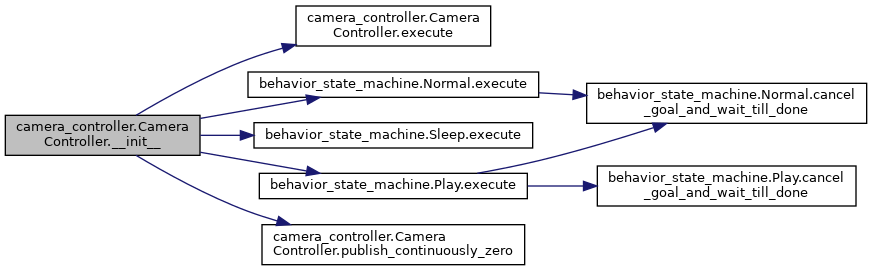 camera_controller.Camera
Controller.__init__
camera_controller.Camera
Controller.execute
behavior_state_machine.Normal.execute
behavior_state_machine.Sleep.execute
behavior_state_machine.Play.execute
camera_controller.Camera
Controller.publish_continuously_zero
behavior_state_machine.Normal.cancel
_goal_and_wait_till_done
behavior_state_machine.Play.cancel
_goal_and_wait_till_done